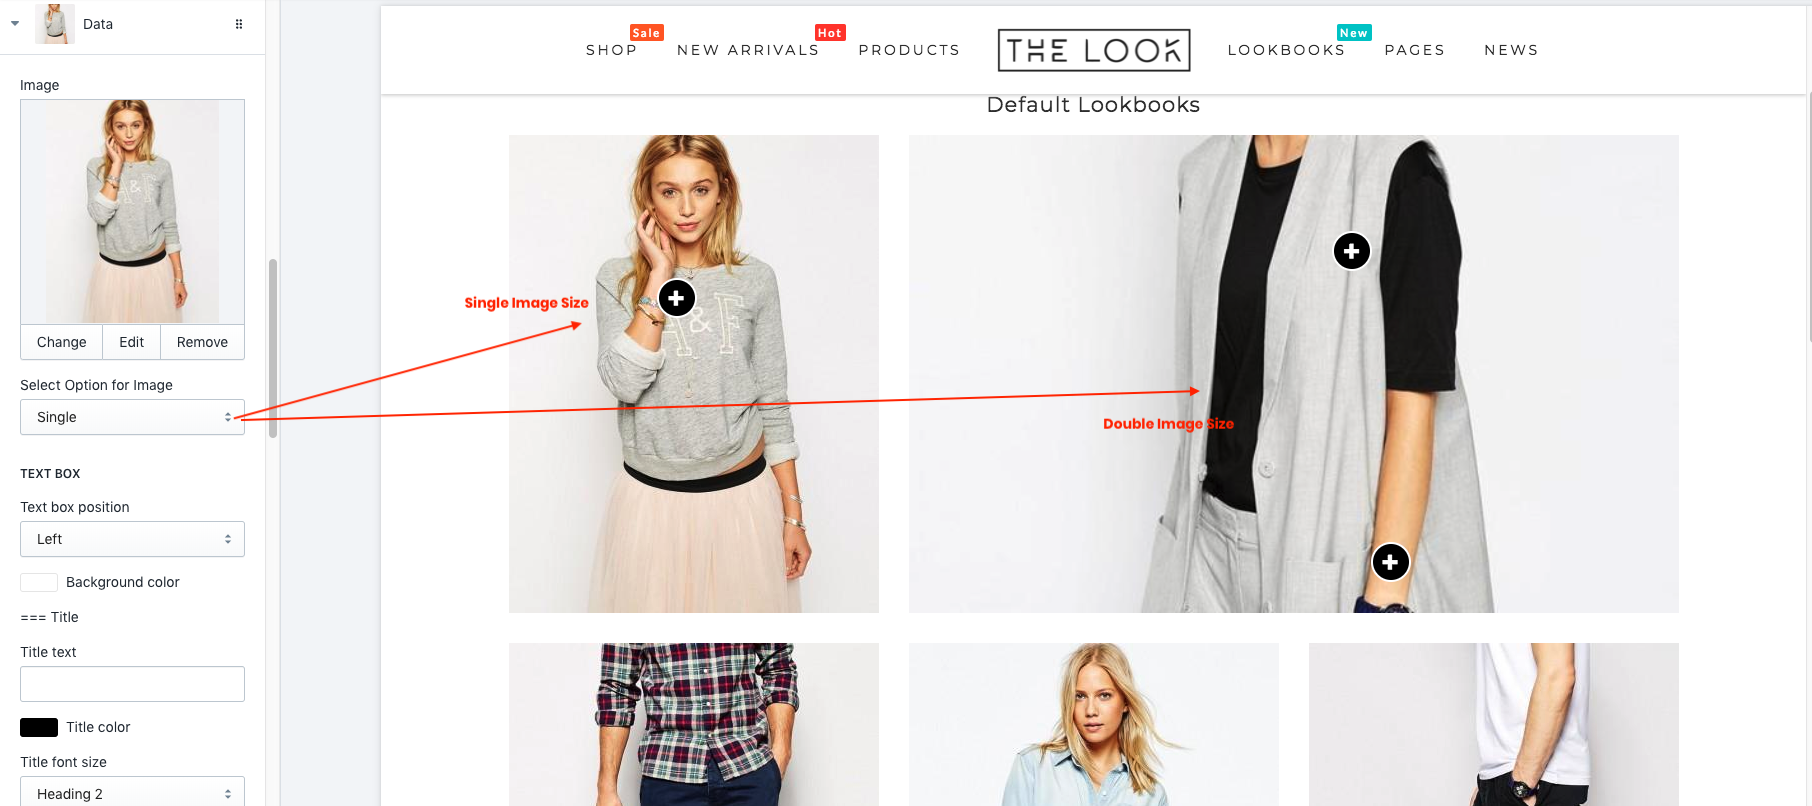 Data
Image
Change
Edit
Remove
Select Option for Image
Single
TEXT BOX
Text box position
Left
Background color
=== Title
Title text
Title color
Title font size
Heading 2
Sale
Hot
New
SHOP
NEW ARRIVALS
PRODUCTS
THE LOOK
LOOKBOOKS
PAGES
NEWS
Default Lookbooks
Single Image Size
A&F
Double Image Size